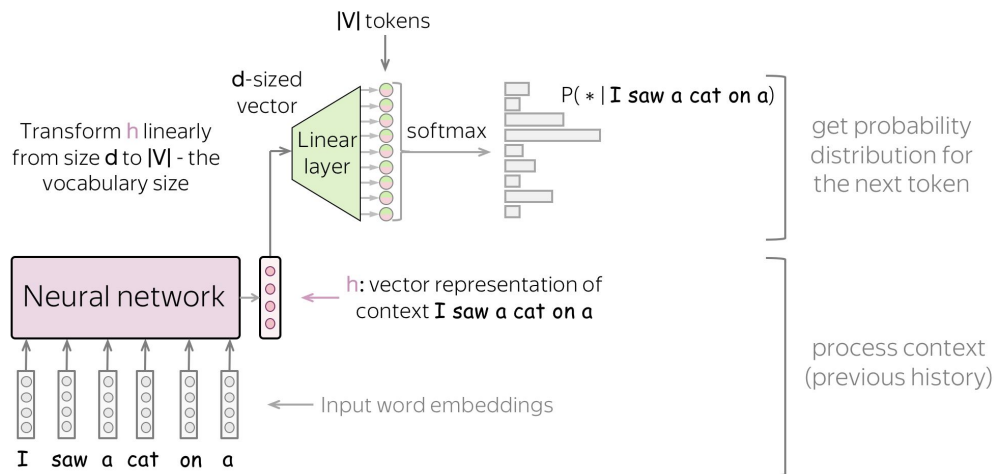 |V| tokens
d-sized
vector
Transform h linearly
from size d to |V| - the
vocabulary size
Linear
layer
softmax
P( * | I saw a cat on a)
get probability
distribution for
the next token
Neural network
h: vector representation of
context I saw a cat on a
process context
(previous history)
Input word embeddings
I saw a cat on a